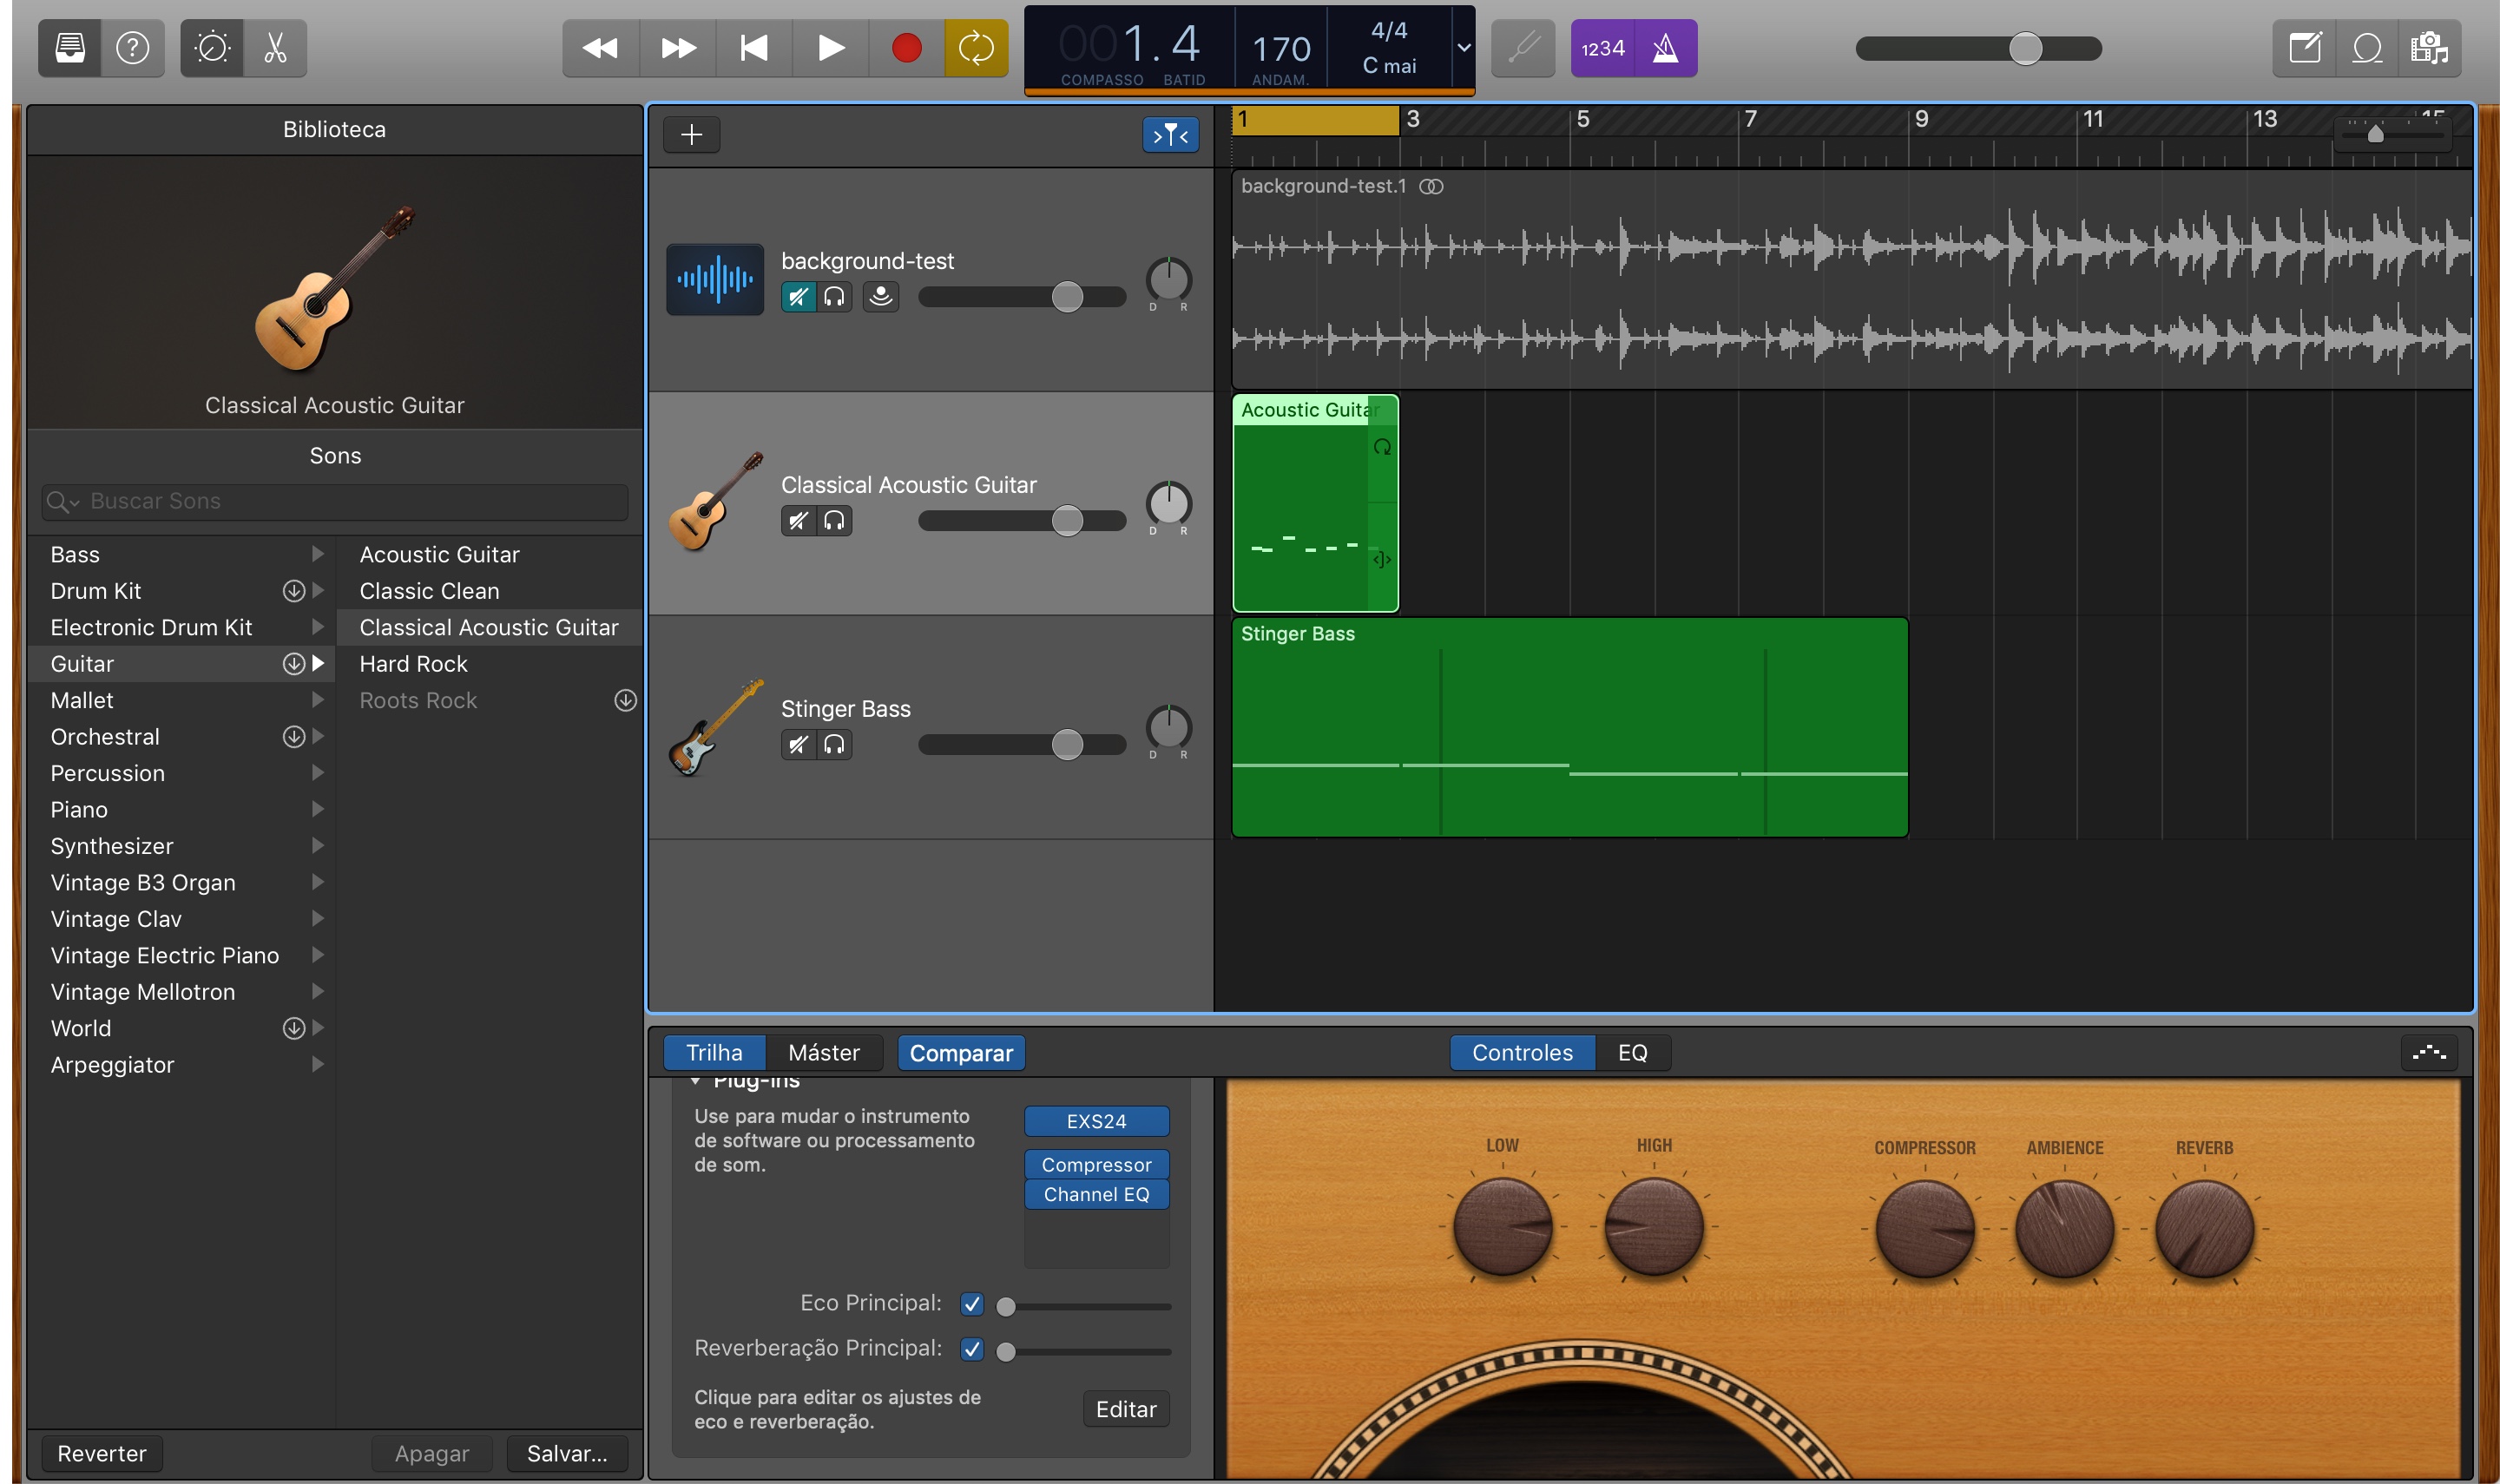 001.4
COMPASSO BATID
170
ANDAM.
4/4
C mai
1234
Biblioteca
Classical Acoustic Guitar
Sons
Buscar Sons
Bass
Drum Kit
Electronic Drum Kit
Guitar
Mallet
Orchestral
Percussion
Piano
Synthesizer
Vintage B3 Organ
Vintage Clav
Vintage Electric Piano
Vintage Mellotron
World
Arpeggiator
Acoustic Guitar
Classic Clean
Classical Acoustic Guitar
Hard Rock
Roots Rock
Reverter
Apagar
Salvar...
1 3 5 7 9 11 13 15
background-test
D R
background-test.1
Classical Acoustic Guitar
D R
Acoustic Guitar
Stinger Bass
D R
Stinger Bass
Trilha Máster Comparar
Controles EQ
Plug-ins
Use para mudar o instrumento
de software ou processamento
de som.
EXS24
Compressor
Channel EQ
Eco Principal:
Reverberação Principal:
Clique para editar os ajustes de
eco e reverberação.
Editar
LOW HIGH COMPRESSOR AMBIENCE REVERB